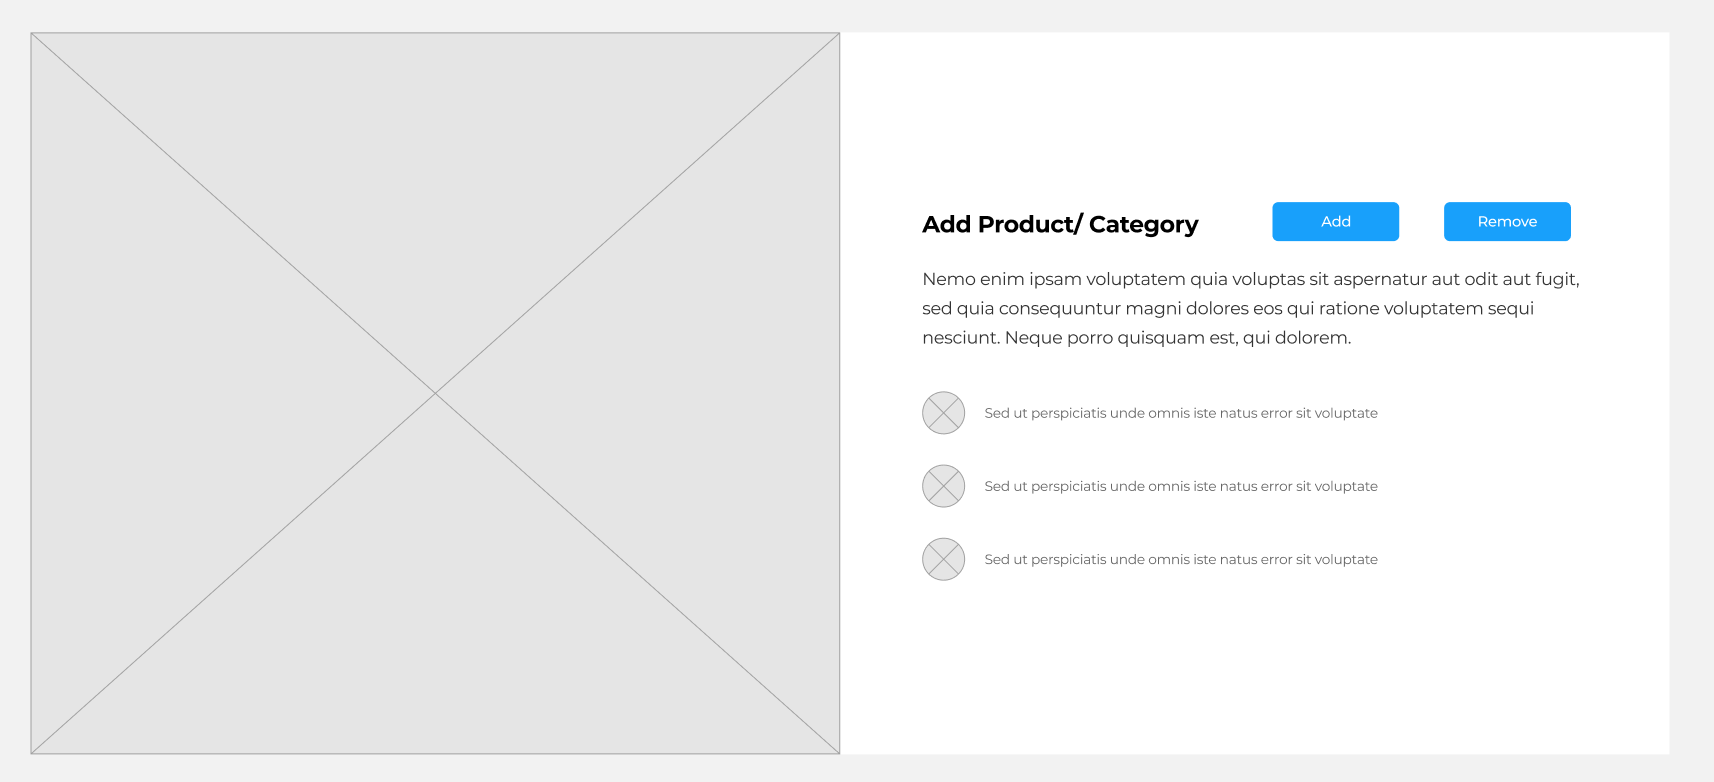 Add Product/ Category
Add
Remove
Nemo enim ipsam voluptatem quia voluptas sit aspernatur aut odit aut fugit,
sed quia consequuntur magni dolores eos qui ratione voluptatem sequi
nesciunt. Neque porro quisquam est, qui dolorem.
Sed ut perspiciatis unde omnis iste natus error sit voluptate
Sed ut perspiciatis unde omnis iste natus error sit voluptate
Sed ut perspiciatis unde omnis iste natus error sit voluptate